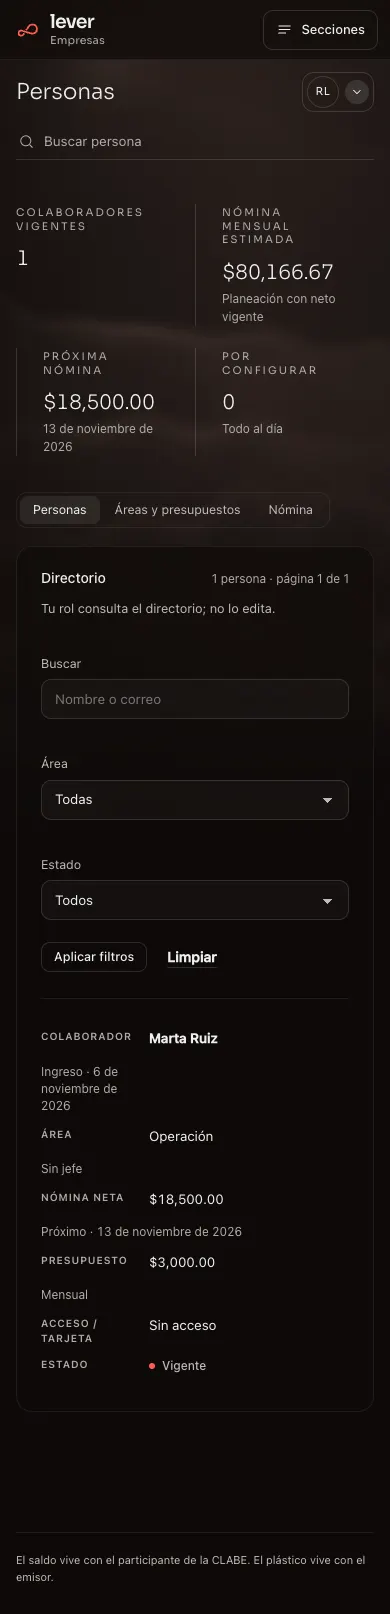 lever
Empresas
Secciones
Personas
RL
Buscar persona
COLABORADORES
VIGENTES
1
NÓMINA
MENSUAL
ESTIMADA
$80,166.67
Planeación con neto
vigente
PRÓXIMA
NÓMINA
$18,500.00
13 de noviembre de
2026
POR
CONFIGURAR
0
Todo al día
Personas
Áreas y presupuestos
Nómina
Directorio
1 persona · página 1 de 1
Tu rol consulta el directorio; no lo edita.
Buscar
Nombre o correo
Área
Todas
Estado
Todos
Aplicar filtros
Limpiar
COLABORADOR
Marta Ruiz
Ingreso · 6 de
noviembre de
2026
ÁREA
Operación
Sin jefe
NÓMINA NETA
$18,500.00
Próximo · 13 de noviembre de 2026
PRESUPUESTO
$3,000.00
Mensual
ACCESO /
TARJETA
Sin acceso
ESTADO
Vigente
El saldo vive con el participante de la CLABE. El plástico vive con el
emisor.